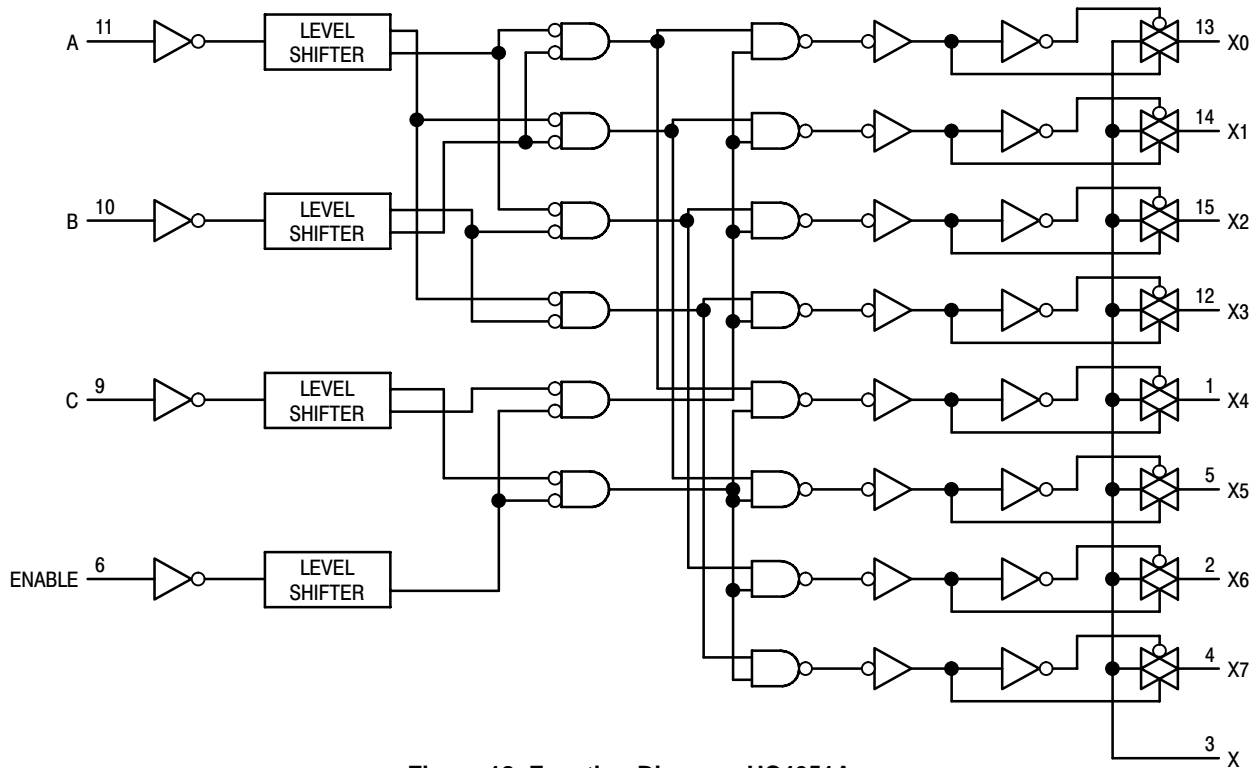 A 11 LEVEL SHIFTER 13 X0
14 X1
B 10 LEVEL SHIFTER 15 X2
12 X3
C 9 LEVEL SHIFTER 1 X4
5 X5
ENABLE 6 LEVEL SHIFTER 2 X6
4 X7
3 X